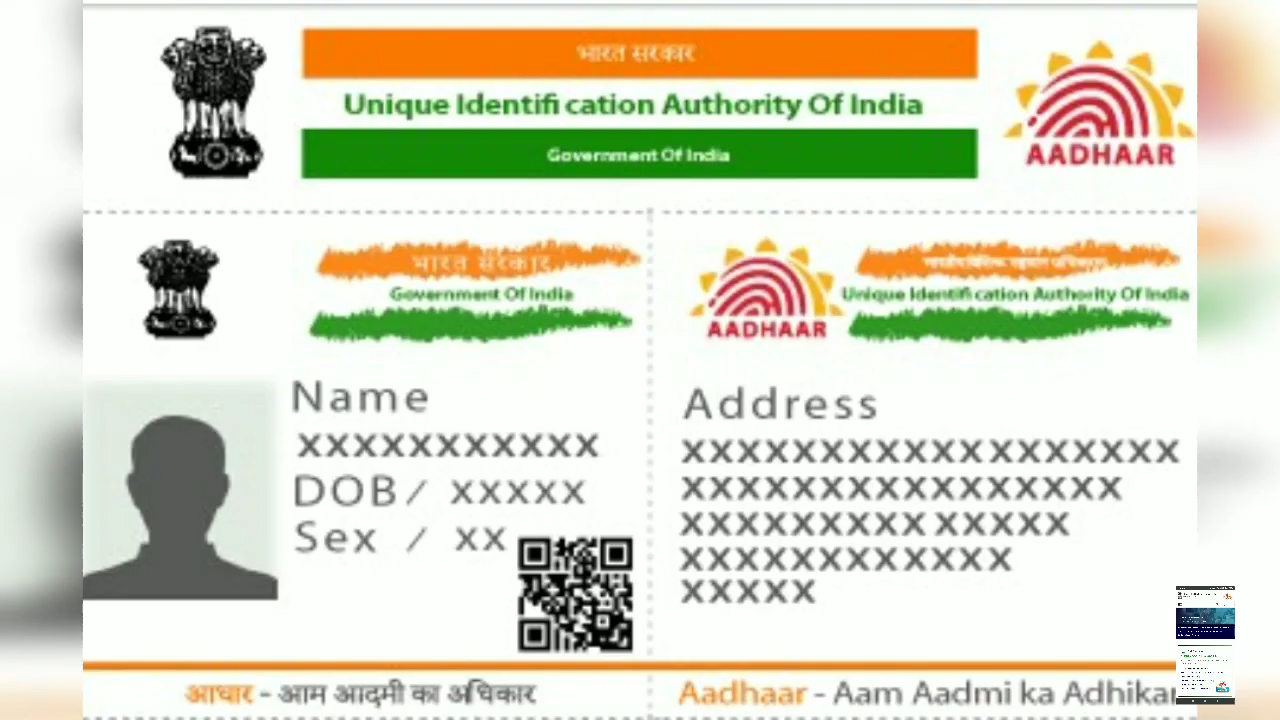 भारत सरकार
Unique Identifi cation Authority Of India
Government Of India
AADHAAR
भारत सरकार
Government Of India
AADHAAR
Unique Identifi cation Authority Of India
Name
XXXXXXXXXXX
DOB/ XXXXX
Sex / XX
Address
XXXXXXXXXXXXXXXXXX
XXXXXXXXXXXXXXXX
XXXXXXXXX XXXXX
XXXXXXXXXXXX
XXXXX
आधार – आम आदमी का अधिकार
Aadhaar – Aam Aadmi ka Adhikar